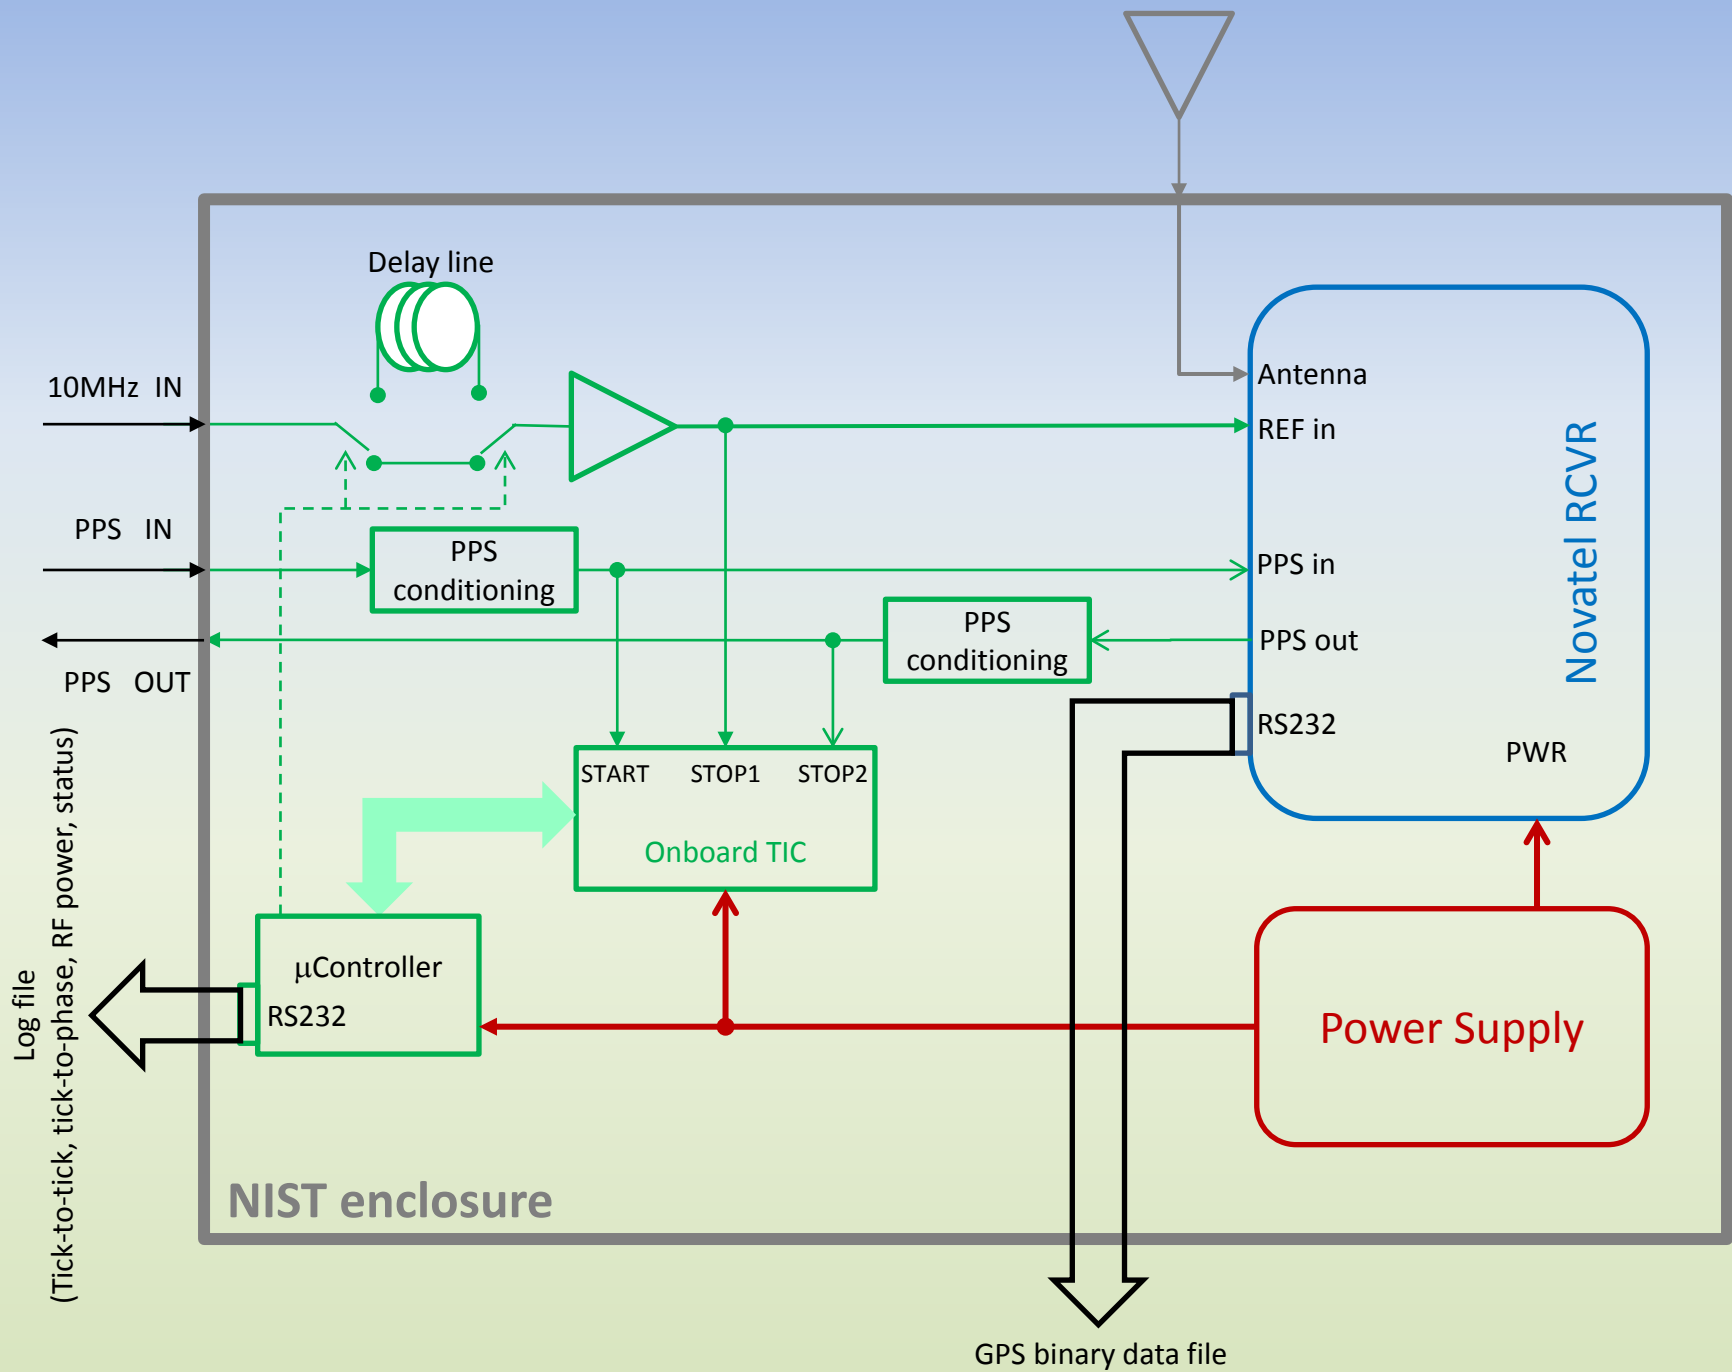 Delay line
10MHz IN
Antenna
REF in
Novatel RCVR
PPS IN
PPS
conditioning
PPS in
PPS
conditioning
PPS out
PPS OUT
RS232
PWR
START STOP1 STOP2
Onboard TIC
µController
RS232
Log file
(Tick-to-tick, tick-to-phase, RF power, status)
Power Supply
NIST enclosure
GPS binary data file